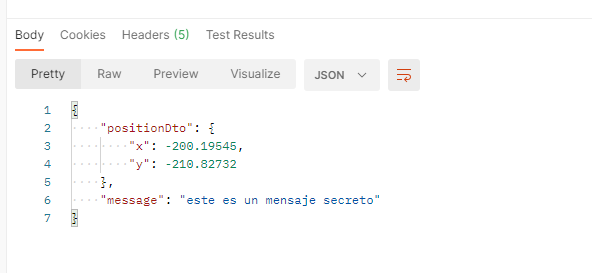 Body Cookies Headers (5) Test Results
Pretty Raw Preview Visualize JSON
1 {
2 "positionDto": {
3 "x": -200.19545,
4 "y": -210.82732
5 },
6 "message": "este es un mensaje secreto"
7 }